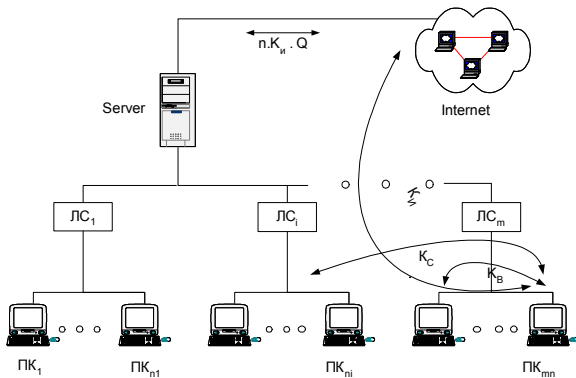 n.Kи . Q
Server
Internet
Kи
ЛС1
ЛСi
ЛСm
KC
KB
ПК1
ПКn1
ПКni
ПКmn